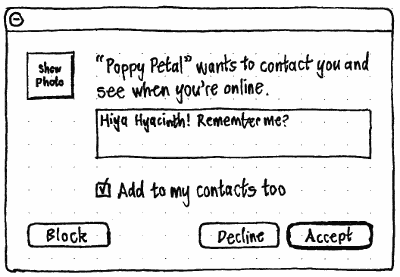 Show
Photo
"Poppy Petal" wants to contact you and
see when you're online.
Hiya Hyacinth! Remember me?
Add to my contacts too
Block
Decline
Accept